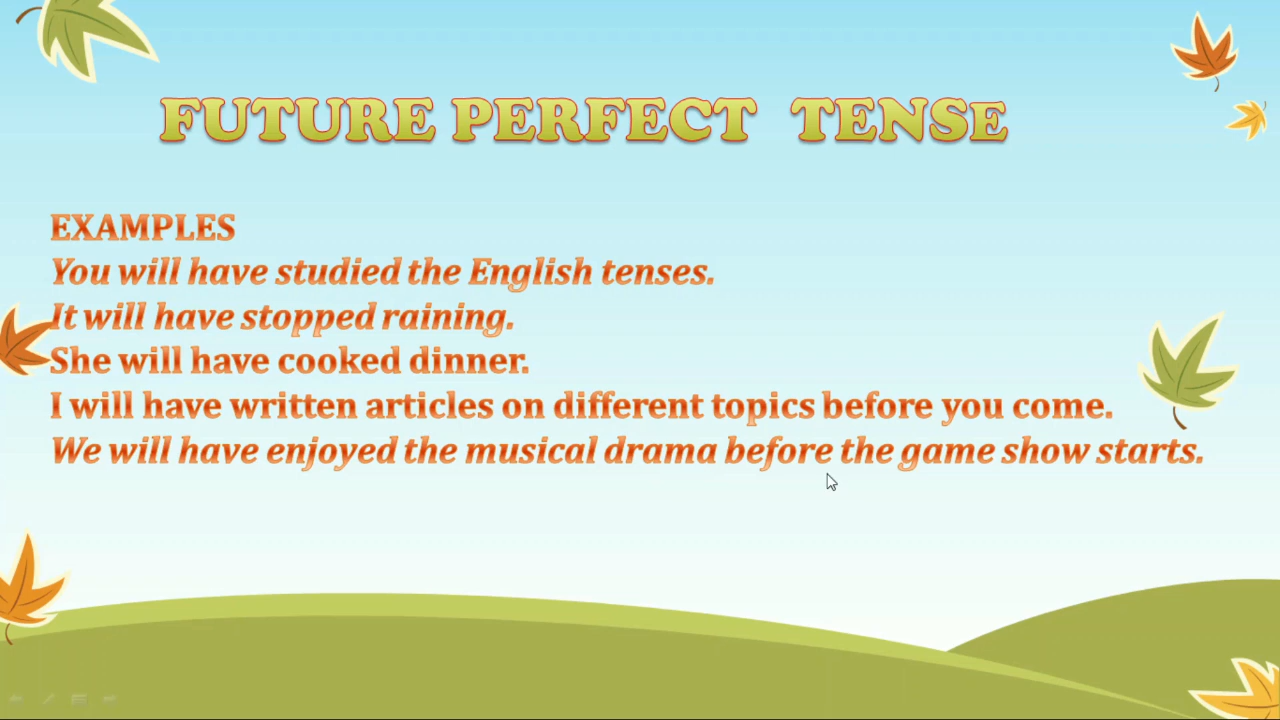 FUTURE PERFECT TENSE
EXAMPLES
You will have studied the English tenses.
It will have stopped raining.
She will have cooked dinner.
I will have written articles on different topics before you come.
We will have enjoyed the musical drama before the game show starts.